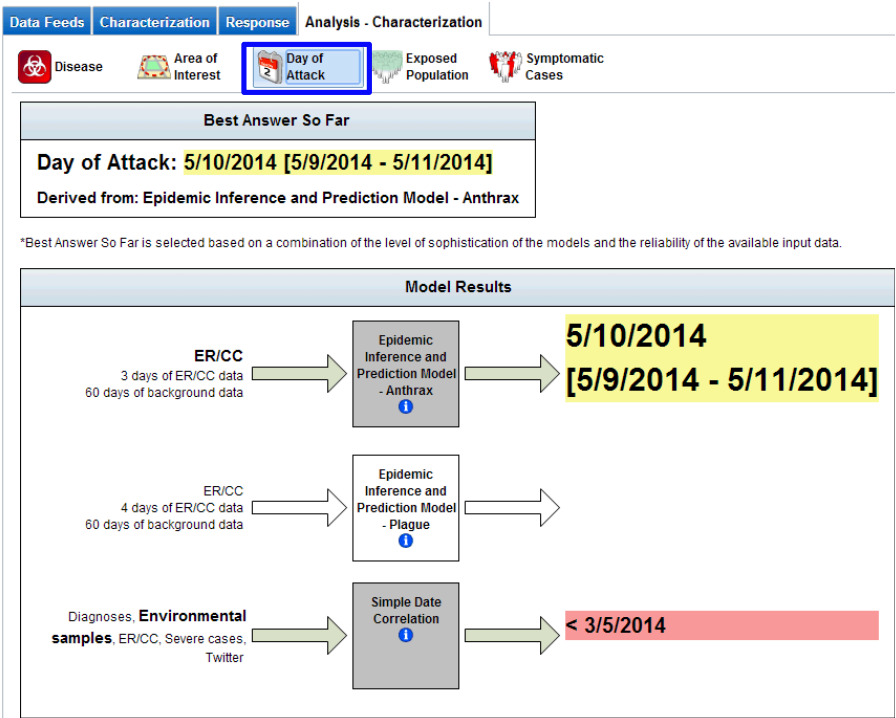 Data Feeds Characterization Response Analysis - Characterization
Disease Area of Interest Day of Attack Exposed Population Symptomatic Cases
Best Answer So Far
Day of Attack: 5/10/2014 [5/9/2014 - 5/11/2014]
Derived from: Epidemic Inference and Prediction Model - Anthrax
*Best Answer So Far is selected based on a combination of the level of sophistication of the models and the reliability of the available input data.
Model Results
ER/CC
3 days of ER/CC data
60 days of background data
Epidemic
Inference and
Prediction Model
- Anthrax
i
5/10/2014
[5/9/2014 - 5/11/2014]
ER/CC
4 days of ER/CC data
60 days of background data
Epidemic
Inference and
Prediction Model
- Plague
i
Diagnoses, Environmental
samples, ER/CC, Severe cases,
Twitter
Simple Date
Correlation
i
< 3/5/2014